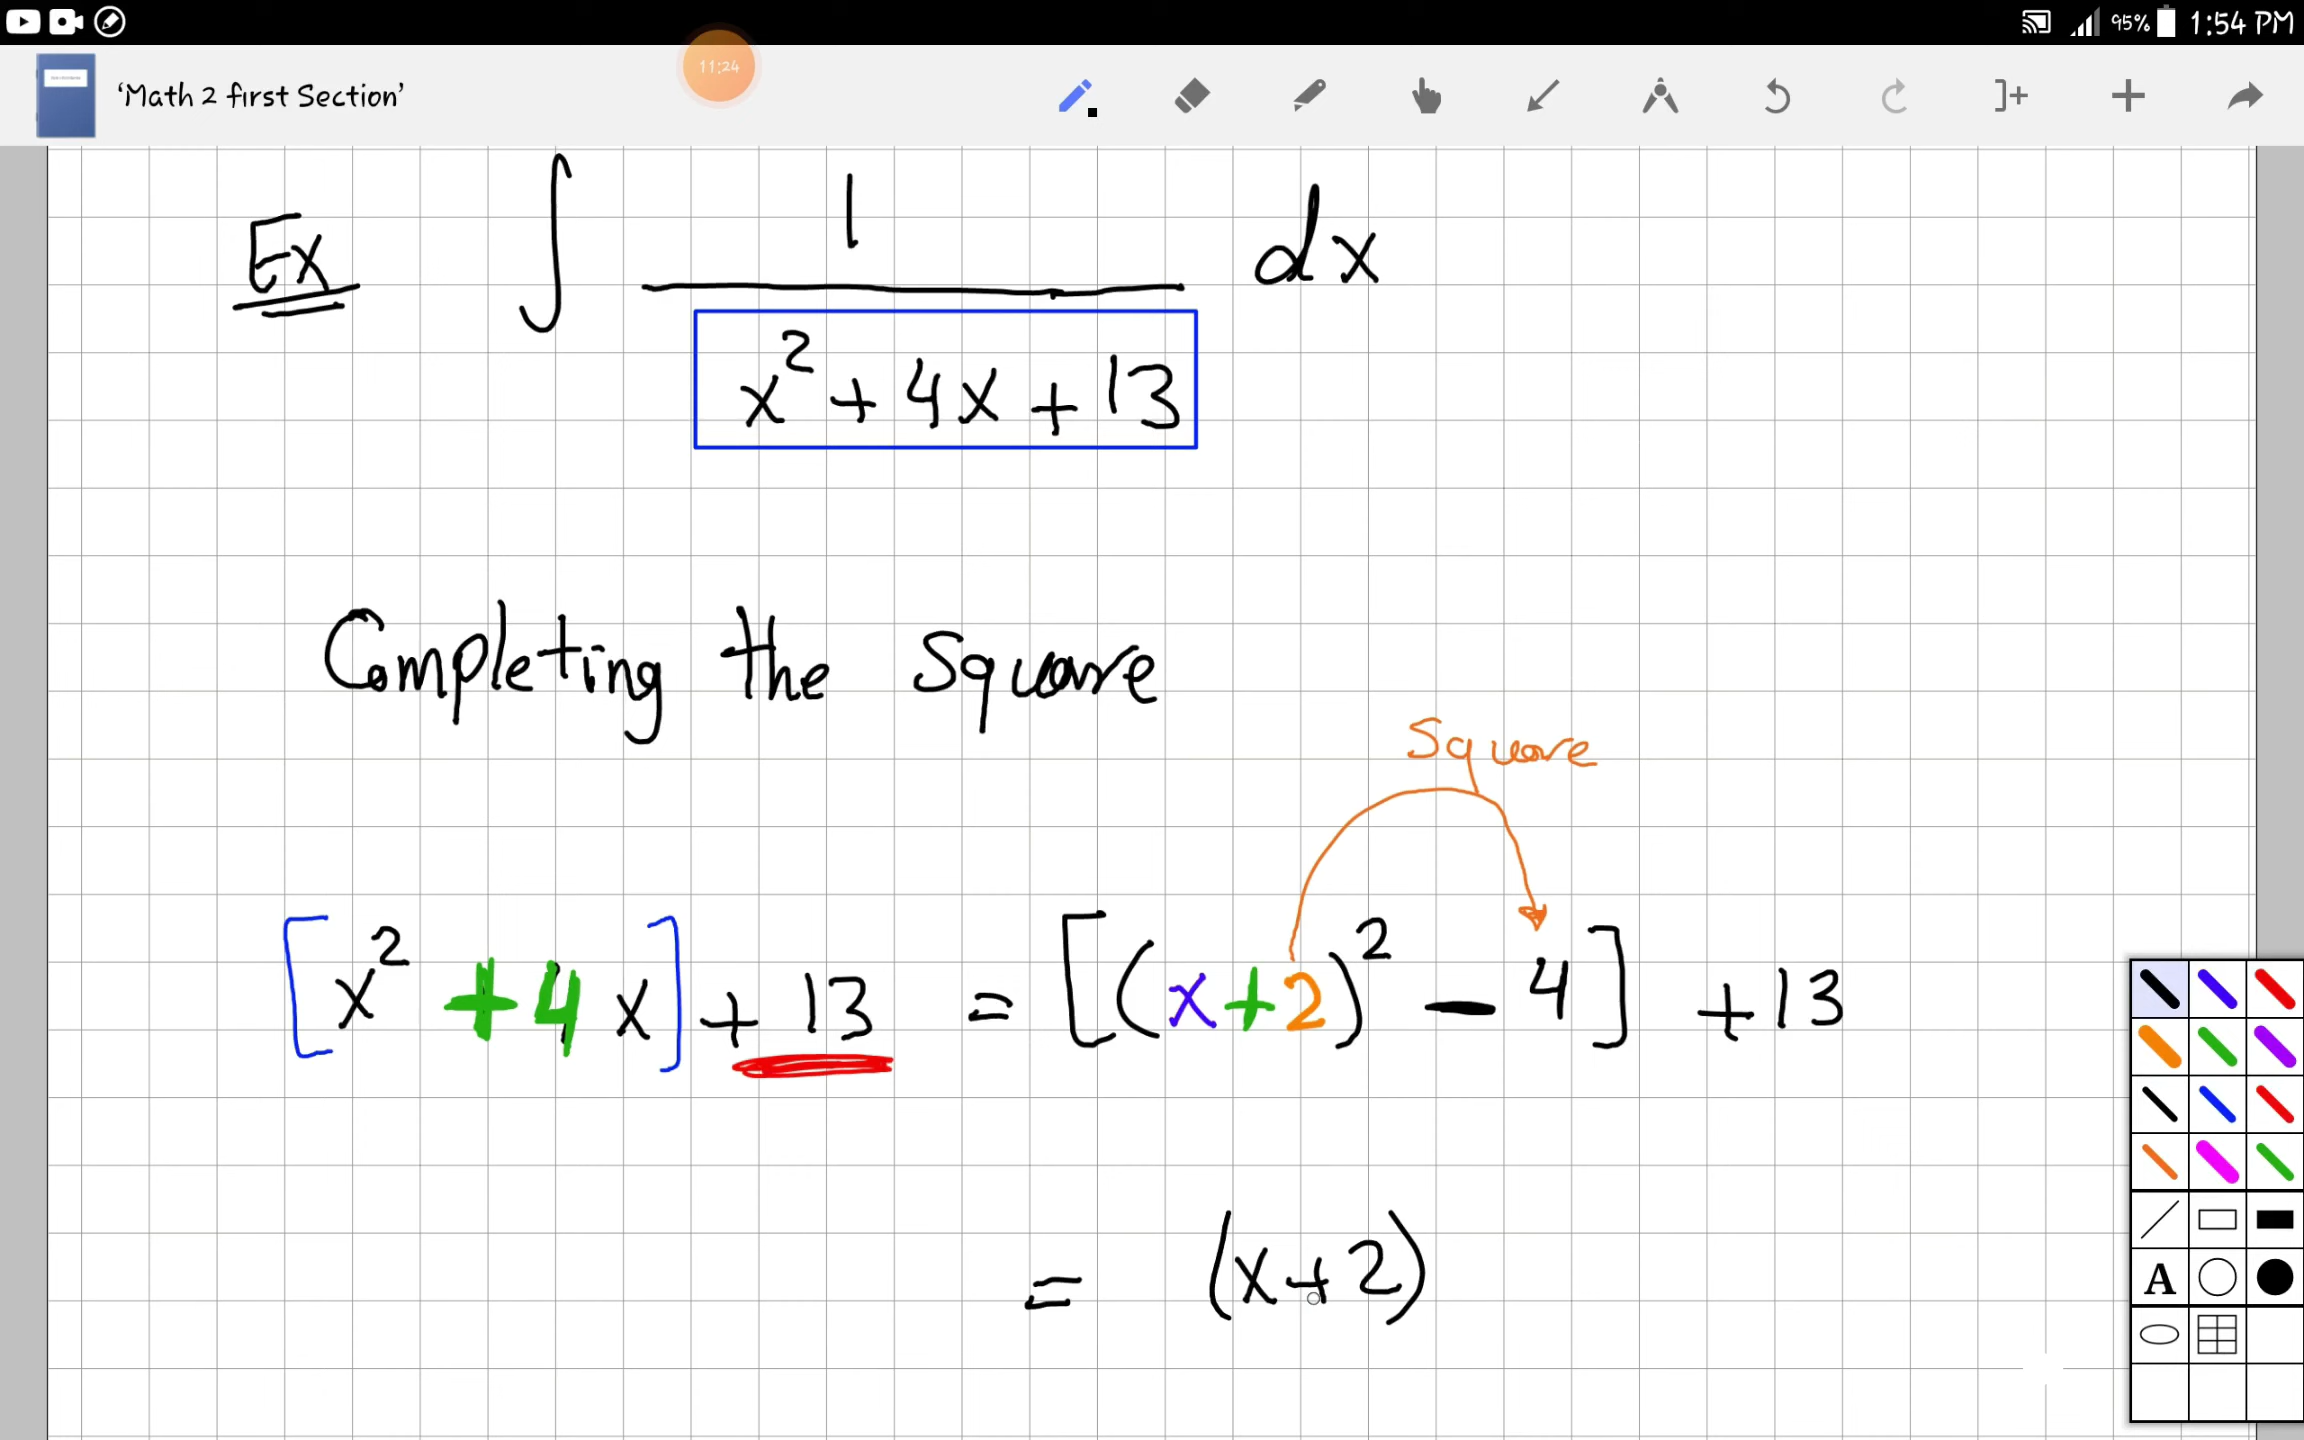 95% 1:54 PM
'Math 2 first Section' 11:24 ]+
Ex ∫ 1 / x² + 4x + 13 dx
Completing the Square
Square
[x² + 4x] + 13 = [(x+2)² − 4] + 13
= (x+2)
A